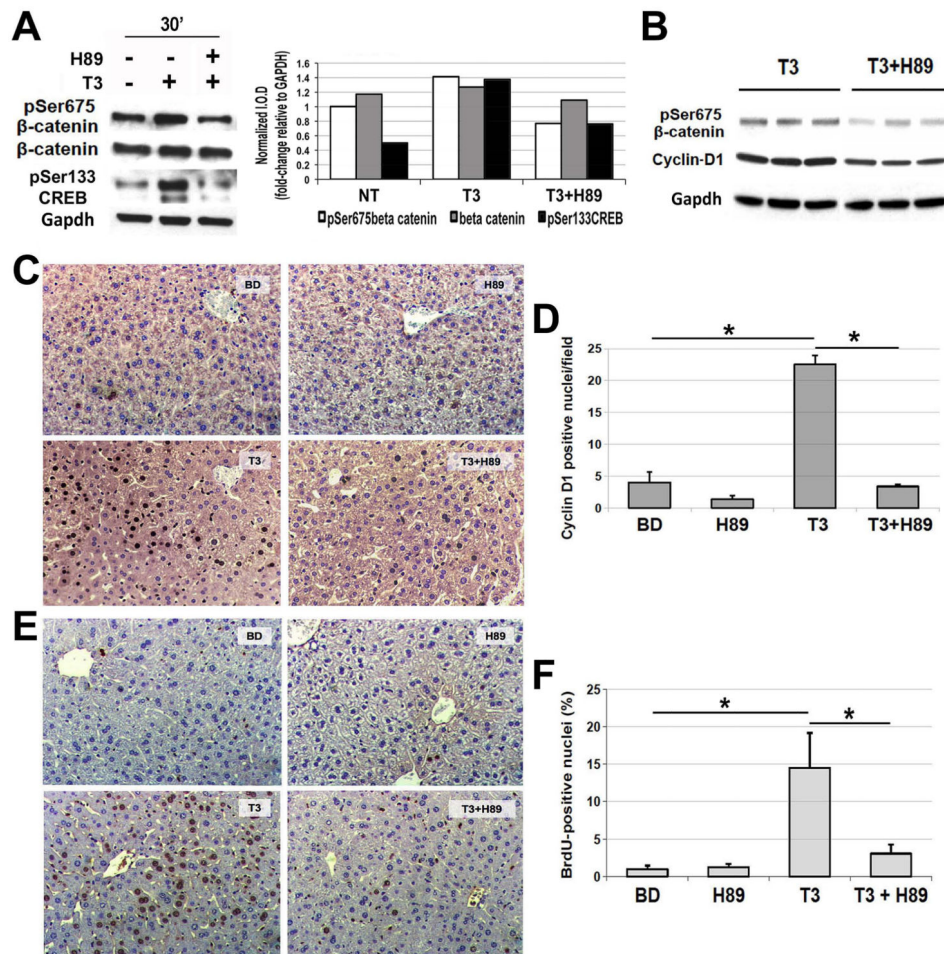 A
30'
H89 - - +
T3 - + +
pSer675
β-catenin
β-catenin
pSer133
CREB
Gapdh
Normalized I.O.D
(fold-change relative to GAPDH)
1.6
1.4
1.2
1
0.8
0.6
0.4
0.2
0
NT T3 T3+H89
pSer675beta catenin beta catenin pSer133CREB
B
T3 T3+H89
pSer675
β-catenin
Cyclin-D1
Gapdh
C
BD
H89
T3
T3+H89
D
Cyclin D1 positive nuclei/field
25
20
15
10
5
0
* *
BD H89 T3 T3+H89
E
BD
H89
T3
T3+H89
F
BrdU-positive nuclei (%)
25
20
15
10
5
0
* *
BD H89 T3 T3 + H89